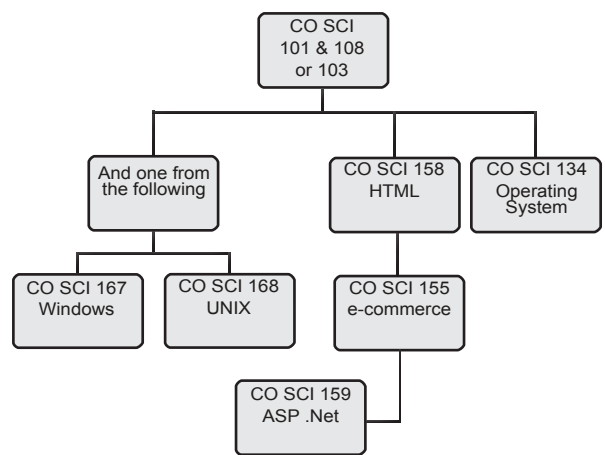 CO SCI
101 & 108
or 103
And one from
the following
CO SCI 158
HTML
CO SCI 134
Operating
System
CO SCI 167
Windows
CO SCI 168
UNIX
CO SCI 155
e-commerce
CO SCI 159
ASP .Net